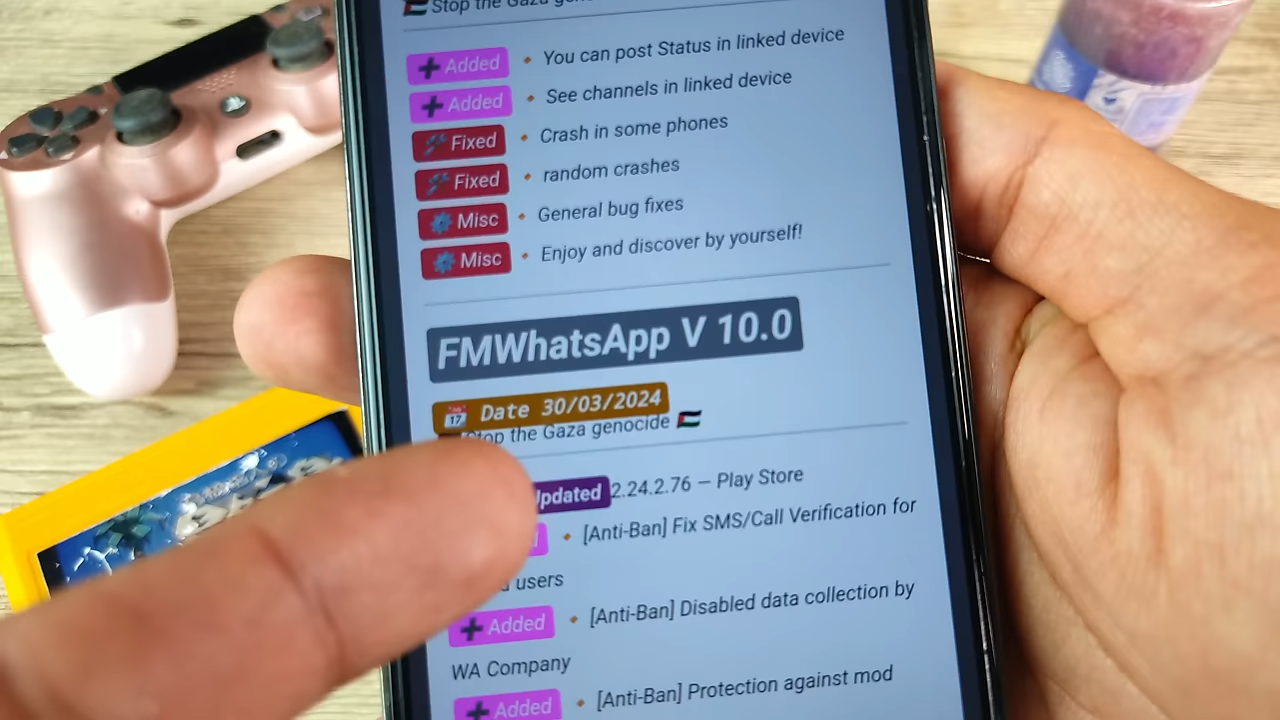 Stop the Gaza
Added You can post Status in linked device
Added See channels in linked device
Fixed Crash in some phones
Fixed random crashes
Misc General bug fixes
Misc Enjoy and discover by yourself!
FMWhatsApp V 10.0
17 Date 30/03/2024
Stop the Gaza genocide
Updated 2.24.2.76 — Play Store
[Anti-Ban] Fix SMS/Call Verification for
users
Added [Anti-Ban] Disabled data collection by
WA Company
Added [Anti-Ban] Protection against mod